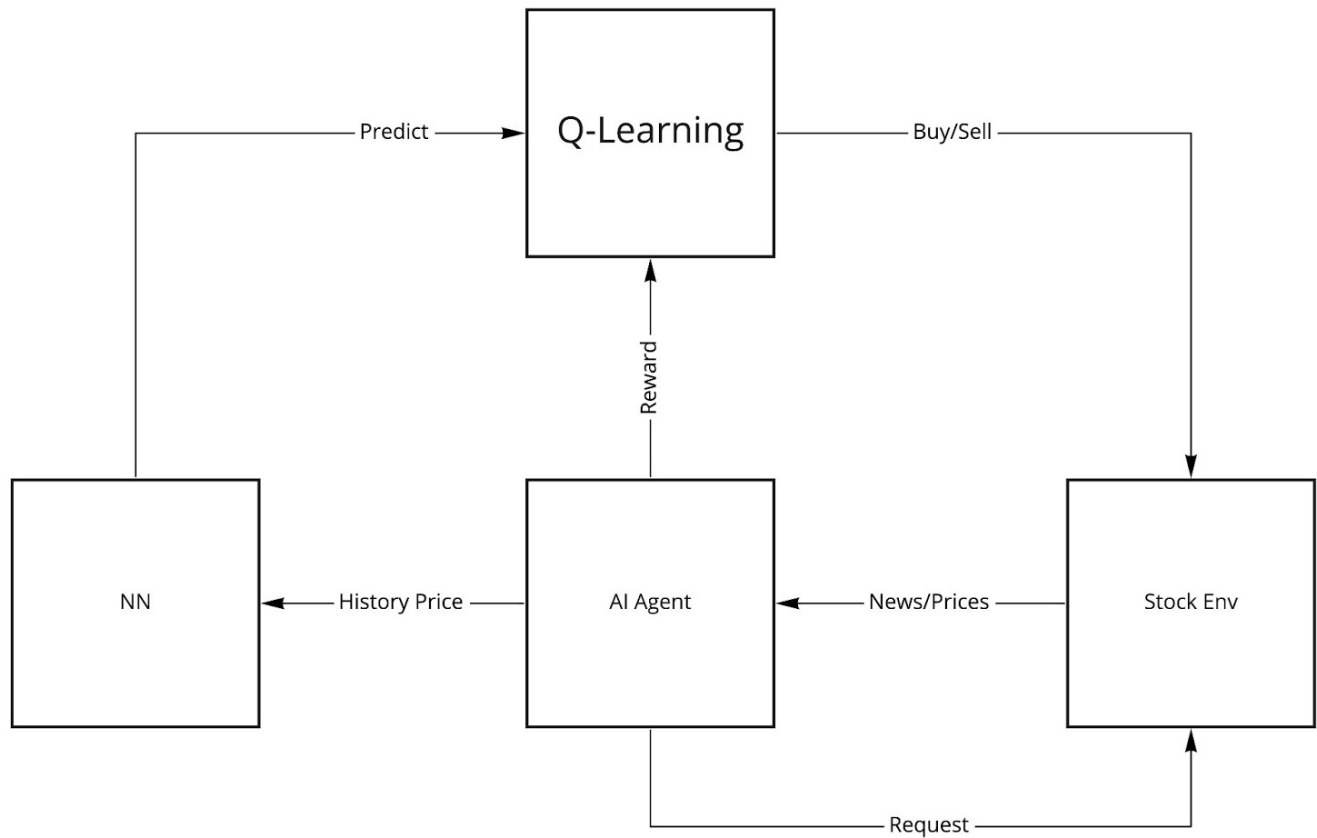 Predict
Q-Learning
Buy/Sell
Reward
NN
History Price
AI Agent
News/Prices
Stock Env
Request